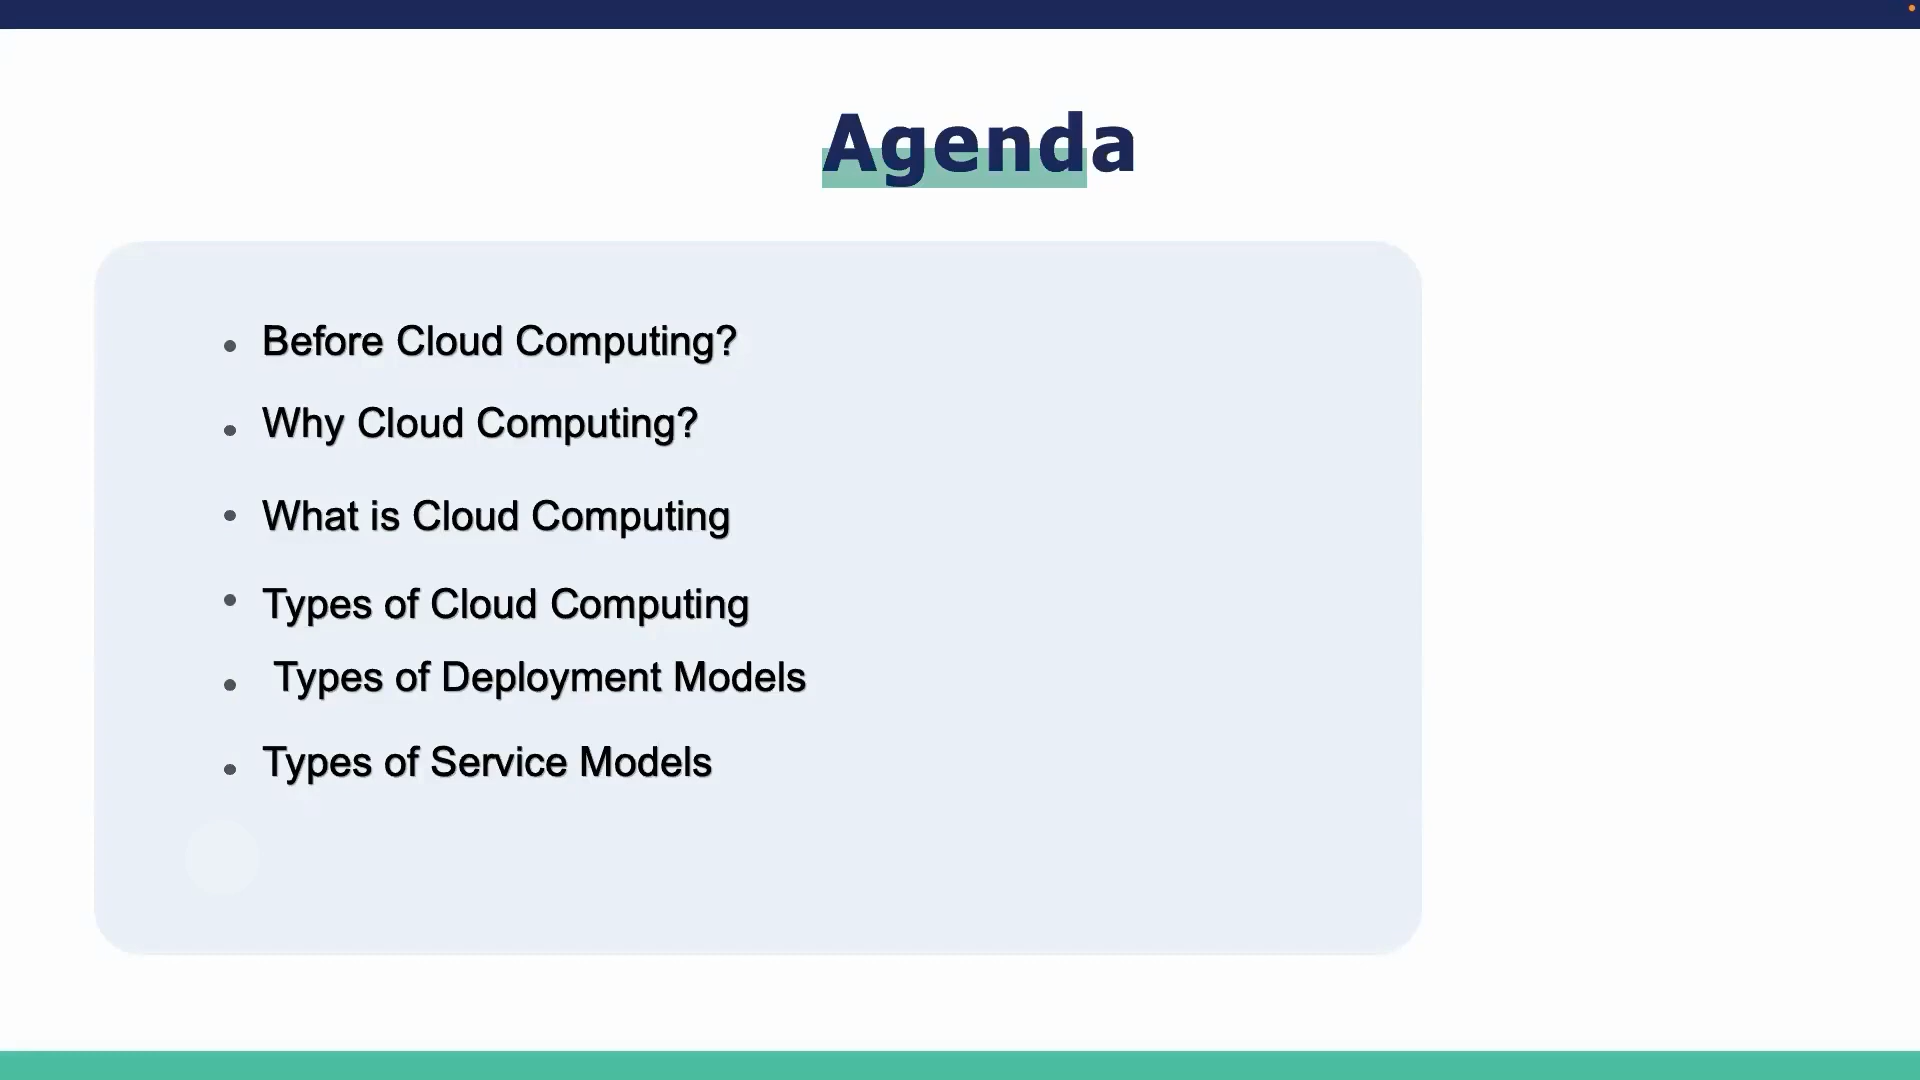 Agenda
Before Cloud Computing?
Why Cloud Computing?
What is Cloud Computing
Types of Cloud Computing
Types of Deployment Models
Types of Service Models